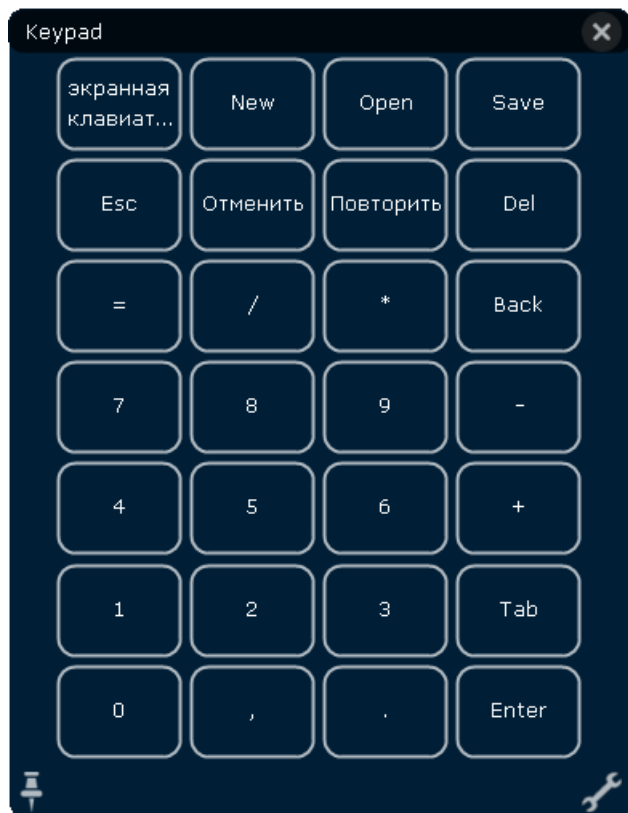 Keypad
экранная
клавиат...
New
Open
Save
Esc
Отменить
Повторить
Del
=
/
*
Back
7
8
9
-
4
5
6
+
1
2
3
Tab
0
,
.
Enter